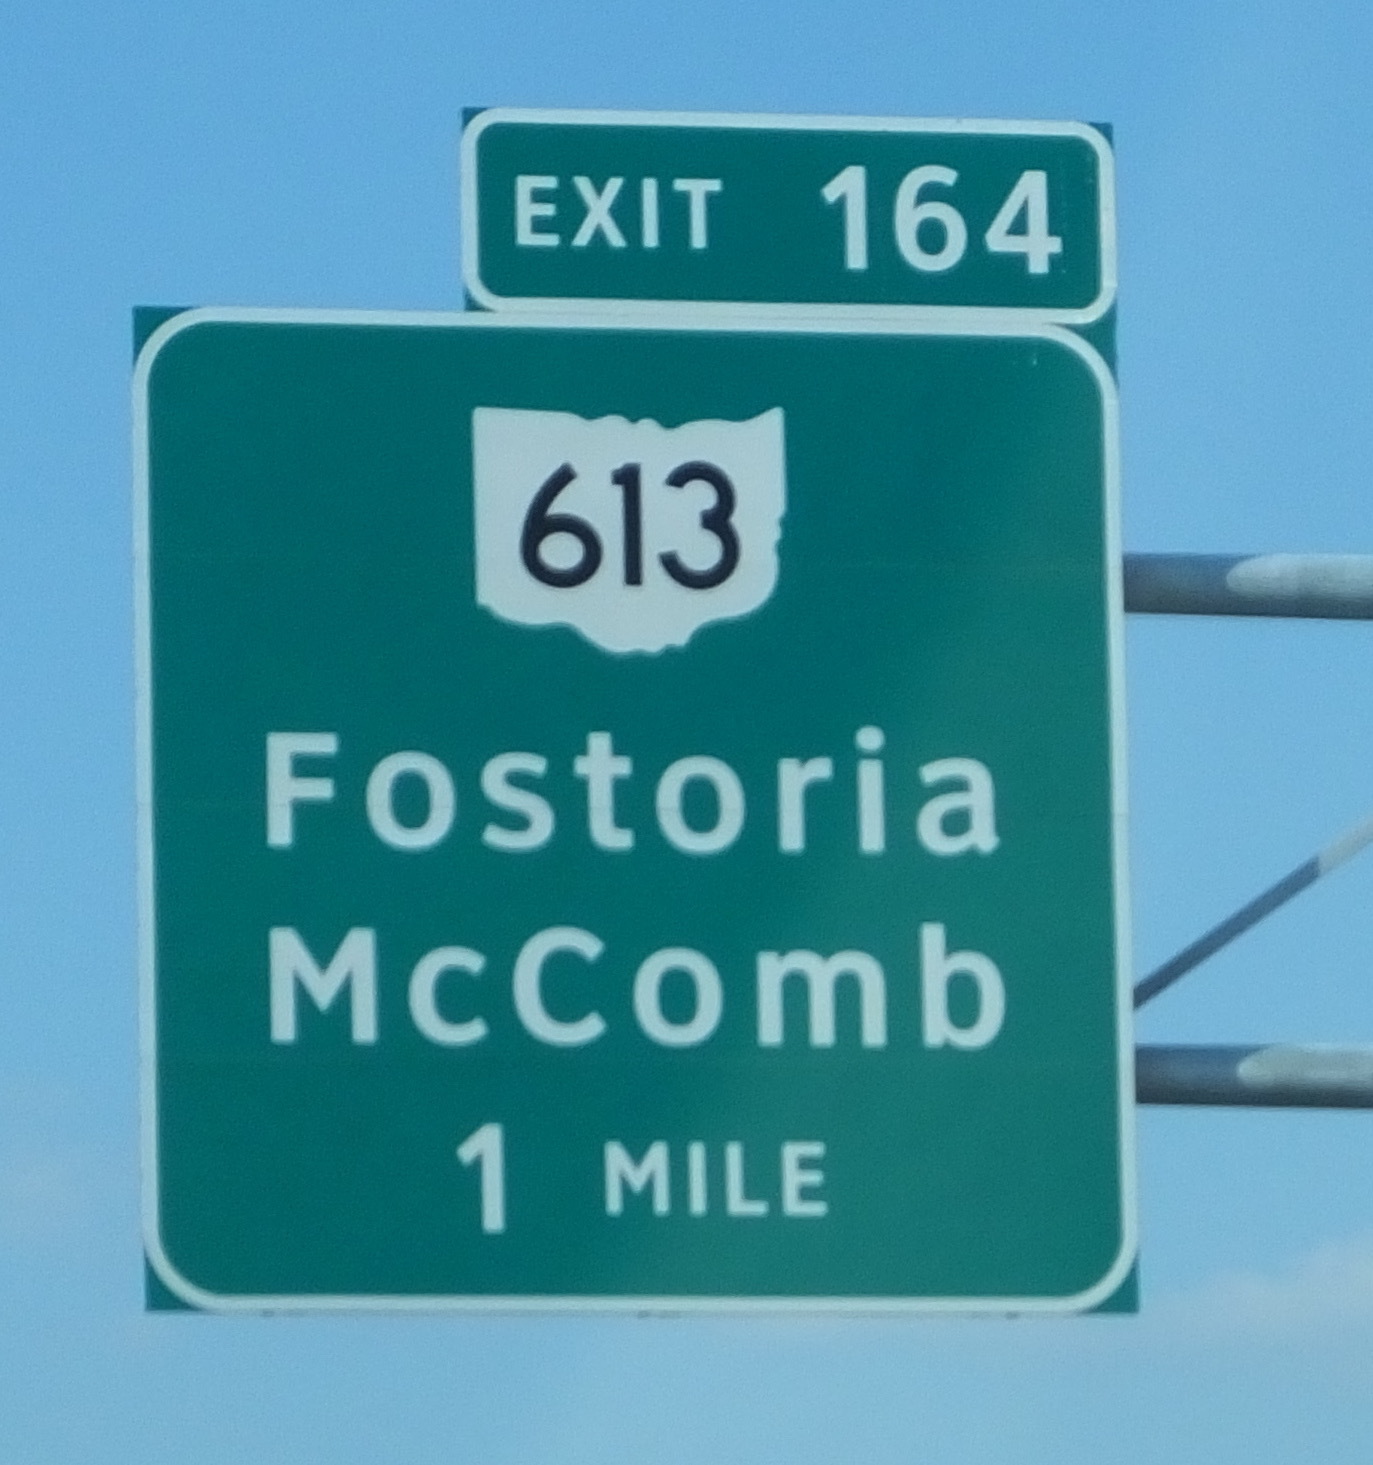 EXIT 164
613
Fostoria
McComb
1 MILE